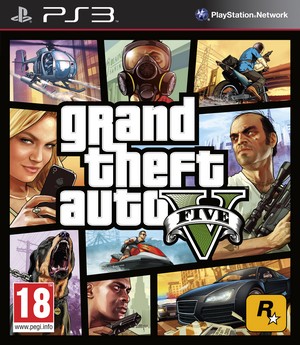 PS3
PlayStation Network
grand
theft
auto
V
FIVE
18
www.pegi.info
R★